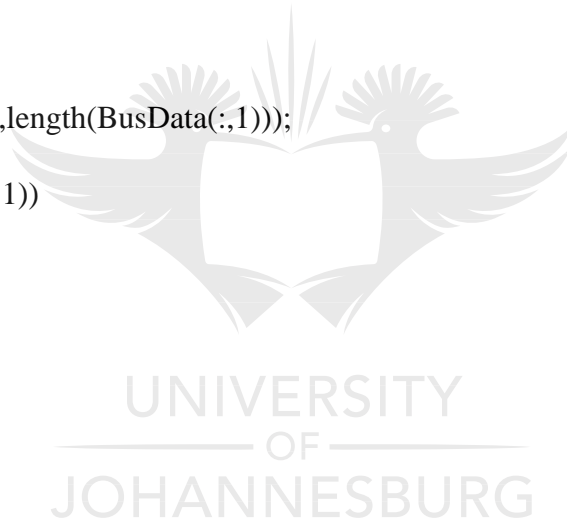 ,length(BusData(:,1)));
1))
UNIVERSITY
OF
JOHANNESBURG